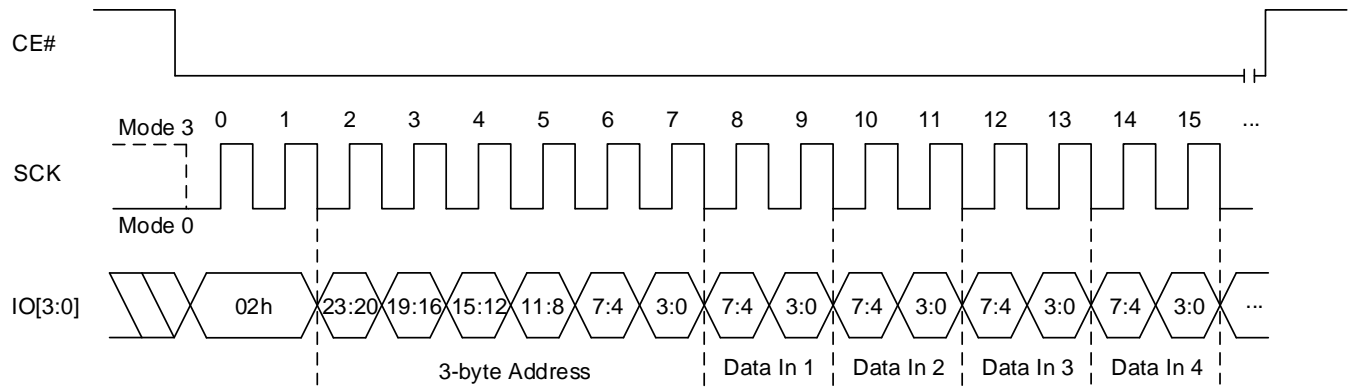 CE#
Mode 3 0 1 2 3 4 5 6 7 8 9 10 11 12 13 14 15 ...
SCK
Mode 0
IO[3:0] 02h 23:20 19:16 15:12 11:8 7:4 3:0 7:4 3:0 7:4 3:0 7:4 3:0 7:4 3:0 ...
3-byte Address Data In 1 Data In 2 Data In 3 Data In 4